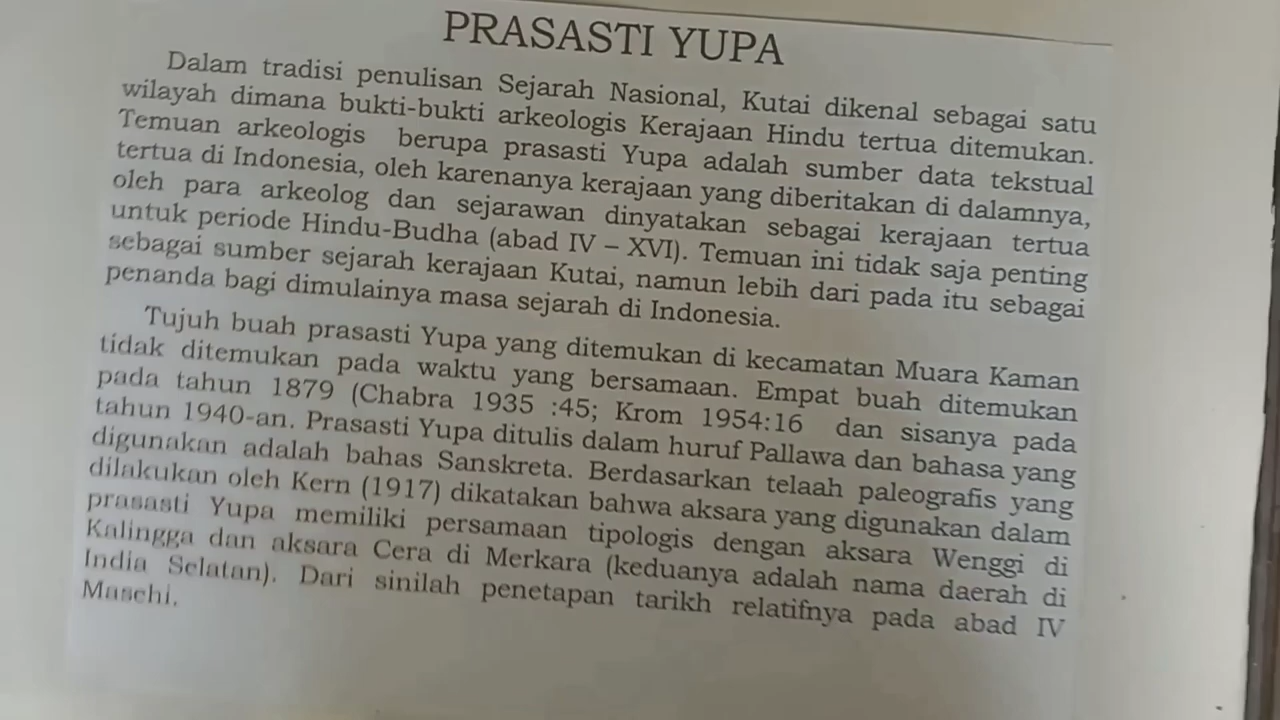 PRASASTI YUPA
Dalam tradisi penulisan Sejarah Nasional, Kutai dikenal sebagai satu
wilayah dimana bukti-bukti arkeologis Kerajaan Hindu tertua ditemukan.
Temuan arkeologis berupa prasasti Yupa adalah sumber data tekstual
tertua di Indonesia, oleh karenanya kerajaan yang diberitakan di dalamnya,
oleh para arkeolog dan sejarawan dinyatakan sebagai kerajaan tertua
untuk periode Hindu-Budha (abad IV – XVI). Temuan ini tidak saja penting
sebagai sumber sejarah kerajaan Kutai, namun lebih dari pada itu sebagai
penanda bagi dimulainya masa sejarah di Indonesia.
Tujuh buah prasasti Yupa yang ditemukan di kecamatan Muara Kaman
tidak ditemukan pada waktu yang bersamaan. Empat buah ditemukan
pada tahun 1879 (Chabra 1935 :45; Krom 1954:16 dan sisanya pada
tahun 1940-an. Prasasti Yupa ditulis dalam huruf Pallawa dan bahasa yang
digunakan adalah bahas Sanskreta. Berdasarkan telaah paleografis yang
dilakukan oleh Kern (1917) dikatakan bahwa aksara yang digunakan dalam
prasasti Yupa memiliki persamaan tipologis dengan aksara Wenggi di
Kalingga dan aksara Cera di Merkara (keduanya adalah nama daerah di
India Selatan). Dari sinilah penetapan tarikh relatifnya pada abad IV
Masehi.